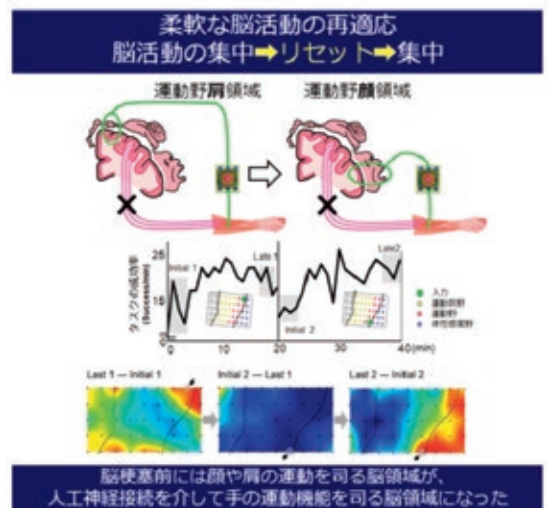 柔軟な脳活動の再適応
脳活動の集中➡リセット➡集中
運動野肩領域
運動野顔領域
タスクの成功率
(Success/min)
Initial 1
Late 1
Initial 2
Late2
0
10
20
30
40 (min)
入力
運動前野
運動野
体性感覚野
Last 1 — Initial 1
Initial 2 — Last 1
Last 2 — Initial 2
脳梗塞前には顔や肩の運動を司る脳領域が、
人工神経接続を介して手の運動機能を司る脳領域になった